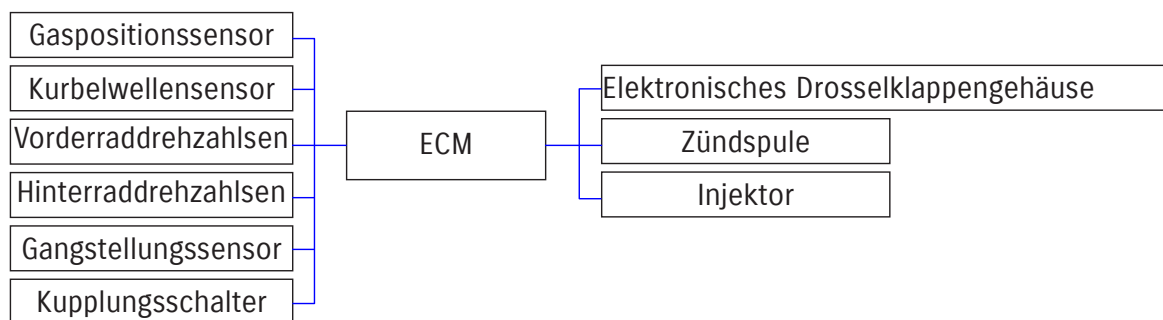 Gaspositionssensor
Kurbelwellensensor
Vorderraddrehzahlsen
Hinterraddrehzahlsen
Gangstellungssensor
Kupplungsschalter
ECM
Elektronisches Drosselklappengehäuse
Zündspule
Injektor